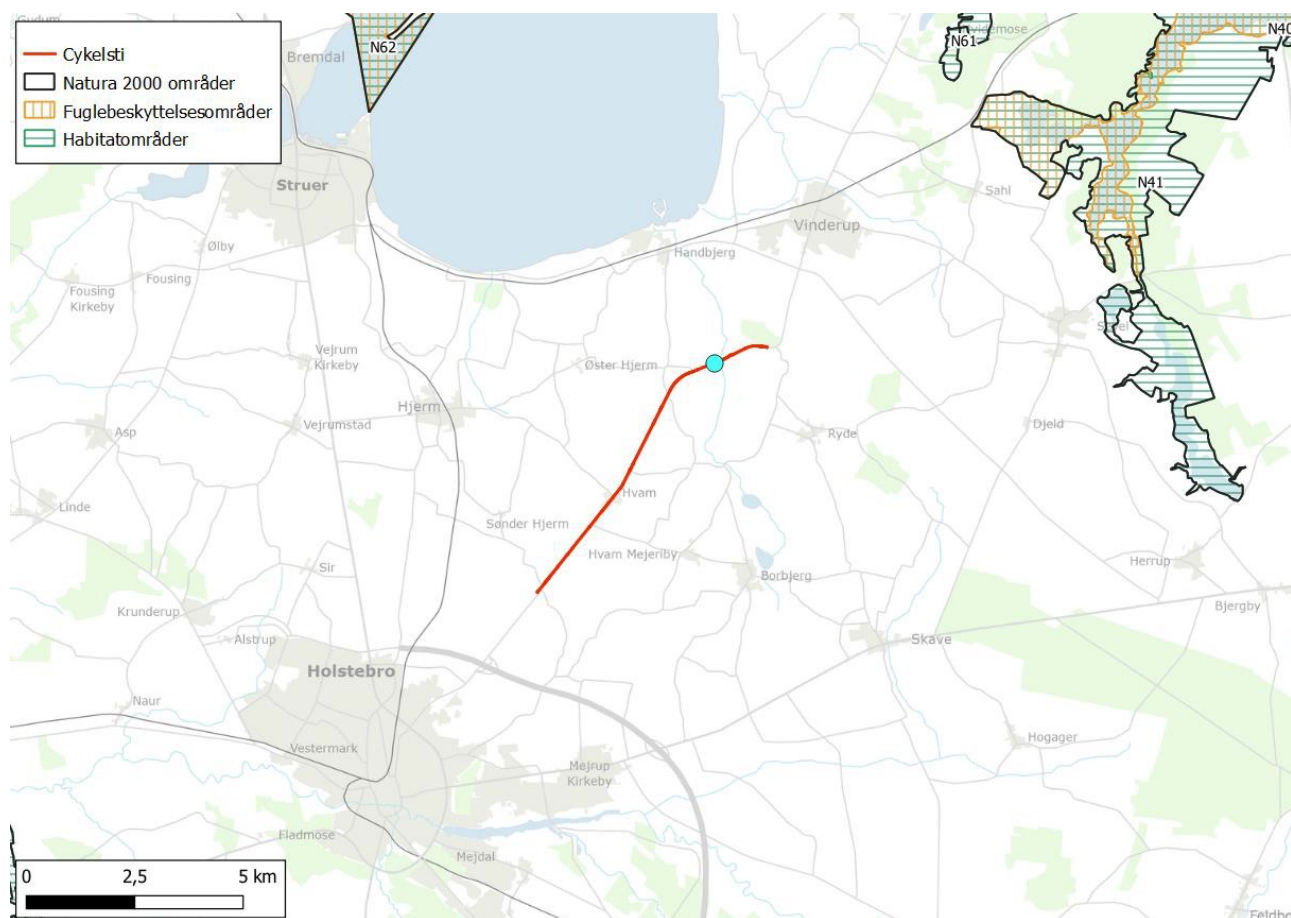 Cykelsti
Natura 2000 områder
Fuglebeskyttelsesområder
Habitatområder
Gudum
Bremdal
N62
N61
N40
Struer
Ølby
Fousing
Fousing
Kirkeby
Handbjerg
Vinderup
Sahl
N41
Vejrum
Kirkeby
Øster Hjerm
Hjerm
Vejrumstad
Asp
Ryde
Djeld
Linde
Hvam
Sønder Hjerm
Sir
Hvam Mejeriby
Borbjerg
Herrup
Bjergby
Krunderup
Alstrup
Skave
Holstebro
Naur
Vestermark
Hogager
Mejrup
Kirkeby
Fladmose
Mejdal
0 2,5 5 km